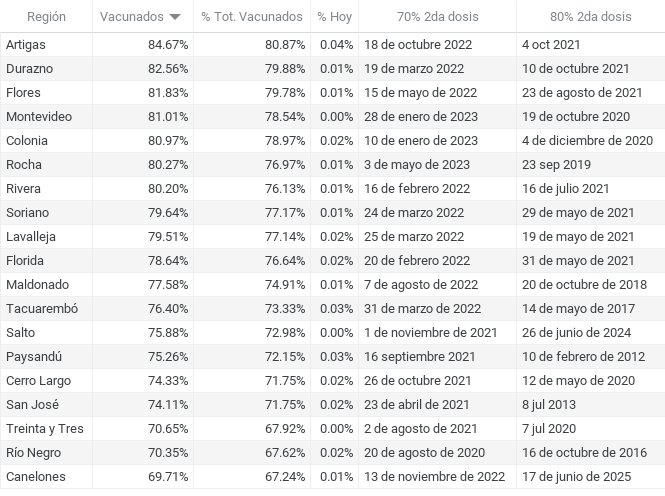 Región Vacunados % Tot. Vacunados % Hoy 70% 2da dosis 80% 2da dosis
Artigas 84.67% 80.87% 0.04% 18 de octubre 2022 4 oct 2021
Durazno 82.56% 79.88% 0.01% 19 de marzo 2022 10 de octubre 2021
Flores 81.83% 79.78% 0.01% 15 de mayo de 2022 23 de agosto de 2021
Montevideo 81.01% 78.54% 0.00% 28 de enero de 2023 19 de octubre 2020
Colonia 80.97% 78.97% 0.02% 10 de enero de 2023 4 de diciembre de 2020
Rocha 80.27% 76.97% 0.01% 3 de mayo de 2023 23 sep 2019
Rivera 80.20% 76.13% 0.01% 16 de febrero 2022 16 de julio 2021
Soriano 79.64% 77.17% 0.01% 24 de marzo 2022 29 de mayo de 2021
Lavalleja 79.51% 77.14% 0.02% 25 de marzo 2022 19 de mayo de 2021
Florida 78.64% 76.64% 0.02% 20 de febrero 2022 31 de mayo de 2021
Maldonado 77.58% 74.91% 0.01% 7 de agosto de 2022 20 de octubre de 2018
Tacuarembó 76.40% 73.33% 0.03% 31 de marzo de 2022 14 de mayo de 2017
Salto 75.88% 72.98% 0.00% 1 de noviembre de 2021 26 de junio de 2024
Paysandú 75.26% 72.15% 0.03% 16 septiembre 2021 10 de febrero de 2012
Cerro Largo 74.33% 71.75% 0.02% 26 de octubre 2021 12 de mayo de 2020
San José 74.11% 71.75% 0.02% 23 de abril de 2021 8 jul 2013
Treinta y Tres 70.65% 67.92% 0.00% 2 de agosto de 2021 7 jul 2020
Río Negro 70.35% 67.62% 0.02% 20 de agosto de 2020 16 de octubre de 2016
Canelones 69.71% 67.24% 0.01% 13 de noviembre de 2022 17 de junio de 2025